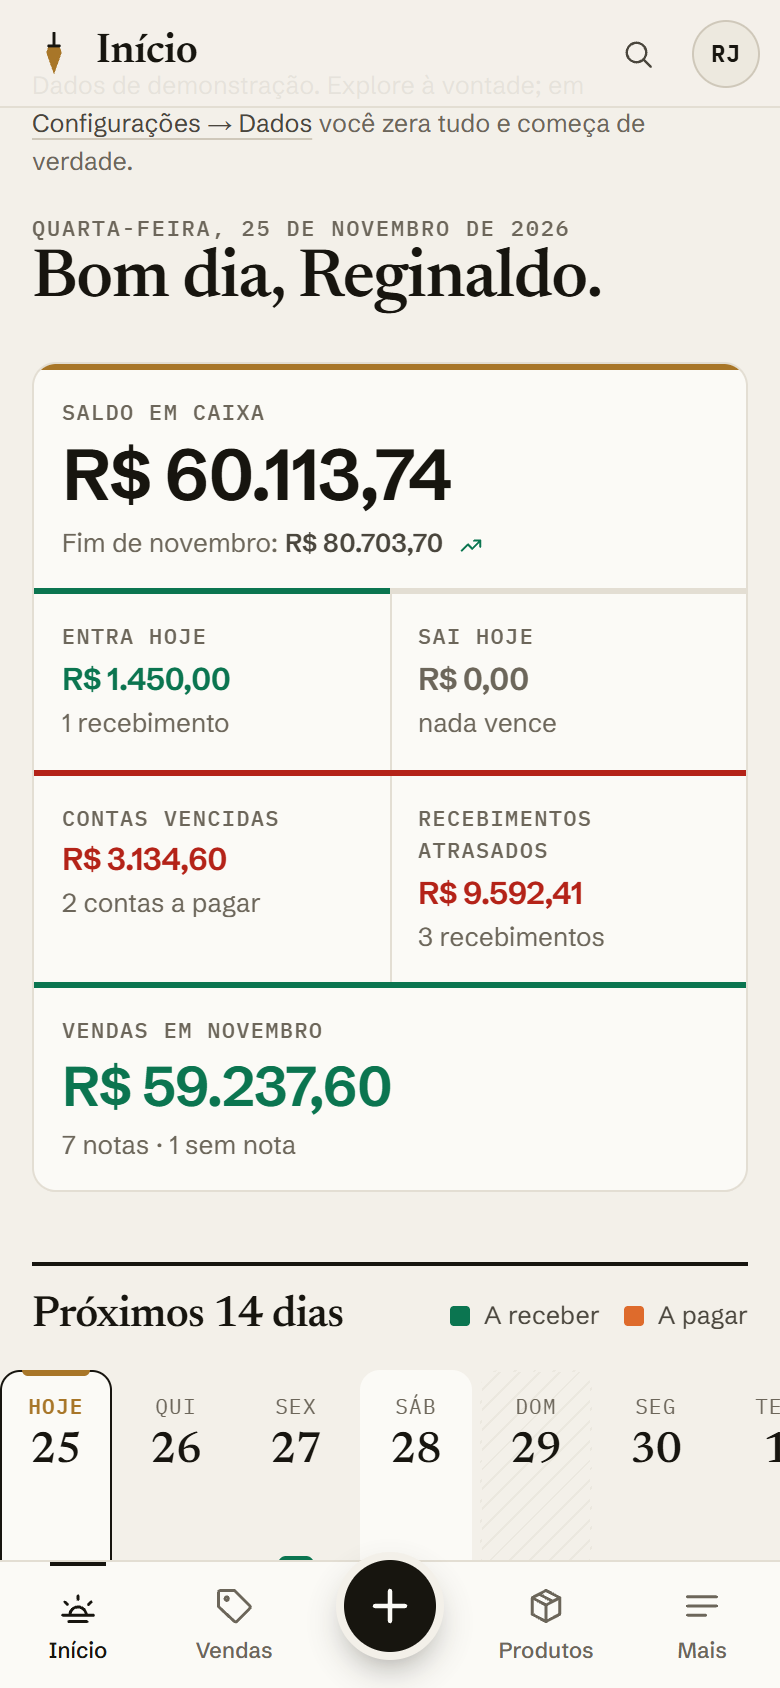 Início
RJ
Dados de demonstração. Explore à vontade; em
Configurações → Dados você zera tudo e começa de
verdade.
QUARTA-FEIRA, 25 DE NOVEMBRO DE 2026
Bom dia, Reginaldo.
SALDO EM CAIXA
R$ 60.113,74
Fim de novembro: R$ 80.703,70
ENTRA HOJE
R$ 1.450,00
1 recebimento
SAI HOJE
R$ 0,00
nada vence
CONTAS VENCIDAS
R$ 3.134,60
2 contas a pagar
RECEBIMENTOS
ATRASADOS
R$ 9.592,41
3 recebimentos
VENDAS EM NOVEMBRO
R$ 59.237,60
7 notas · 1 sem nota
Próximos 14 dias
A receber
A pagar
HOJE
25
QUI
26
SEX
27
SÁB
28
DOM
29
SEG
30
TE
1
Início
Vendas
Produtos
Mais